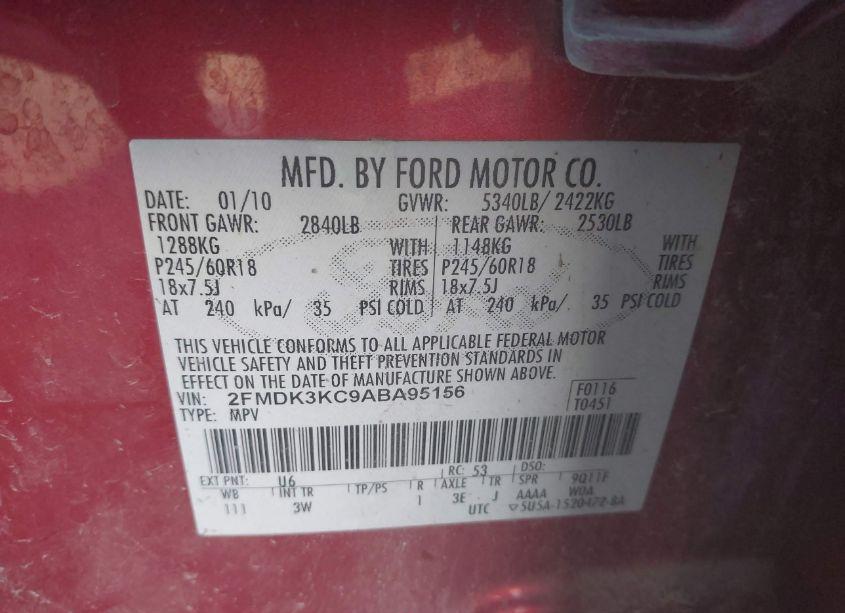 MFD. BY FORD MOTOR CO.
DATE: 01/10 GVWR: 5340LB/ 2422KG
FRONT GAWR: 2840LB REAR GAWR: 2530LB
1288KG WITH 1148KG WITH
P245/60R18 TIRES P245/60R18 TIRES
18x7.5J RIMS 18x7.5J RIMS
AT 240 kPa/ 35 PSI COLD AT 240 kPa/ 35 PSI COLD
THIS VEHICLE CONFORMS TO ALL APPLICABLE FEDERAL MOTOR
VEHICLE SAFETY AND THEFT PREVENTION STANDARDS IN
EFFECT ON THE DATE OF MANUFACTURE SHOWN ABOVE.
VIN: 2FMDK3KC9ABA95156 F0116
TYPE: MPV T0451
EXT PNT: U6 RC: 53 DSO:
WB INT TR TP/PS R AXLE TR SPR 9Q11F
111 3W I 3E J AAAA W0A
UTC